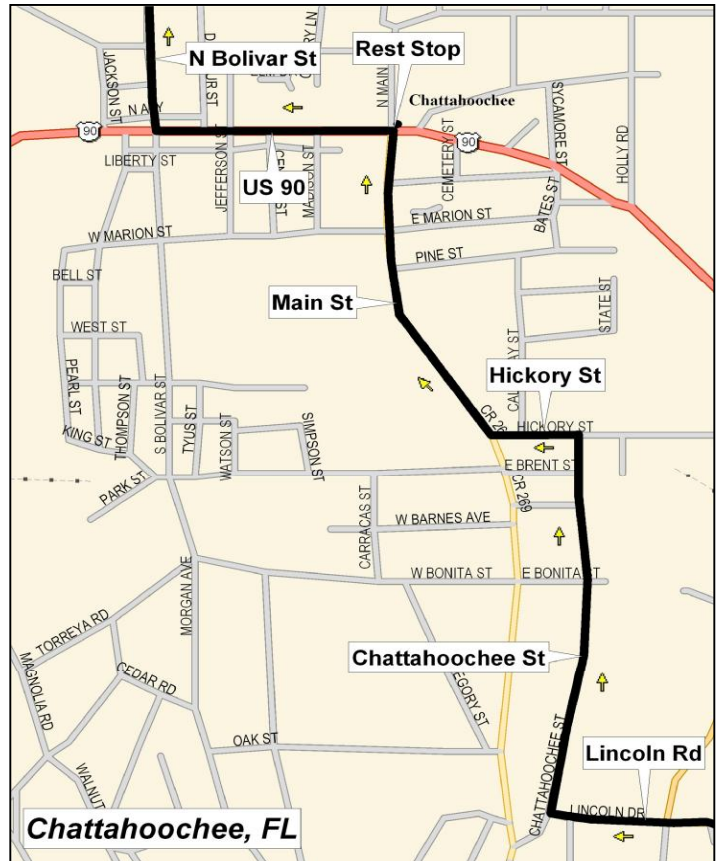 N Bolivar St
Rest Stop
JACKSON ST
N MAIN
Chattahoochee
90
90
SYCAMORE ST
HOLLY RD
CEMETERY ST
LIBERTY ST
JEFFERSON ST
US 90
MADISON ST
BATES ST
E MARION ST
W MARION ST
PINE ST
BELL ST
Main St
STATE ST
WEST ST
PEARL ST
THOMPSON ST
S BOLIVAR ST
Hickory St
HICKORY ST
KING ST
TYUS ST
WATSON ST
SIMPSON ST
E BRENT ST
PARK ST
CR 269
CARRACAS ST
W BARNES AVE
W BONITA ST
E BONITA ST
MORGAN AVE
TORREYA RD
MAGNOLIA RD
CEDAR RD
Chattahoochee St
OAK ST
CHATTAHOOCHEE ST
Lincoln Rd
LINCOLN DR
WALNUT
Chattahoochee, FL